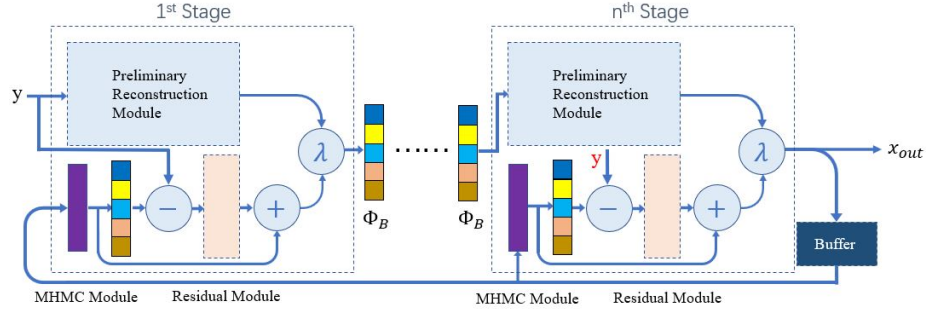 1st Stage
nth Stage
y
Preliminary
Reconstruction
Module
λ
Φ_B
······
Φ_B
Preliminary
Reconstruction
Module
y
λ
x_out
−
+
−
+
Buffer
MHMC Module
Residual Module
MHMC Module
Residual Module